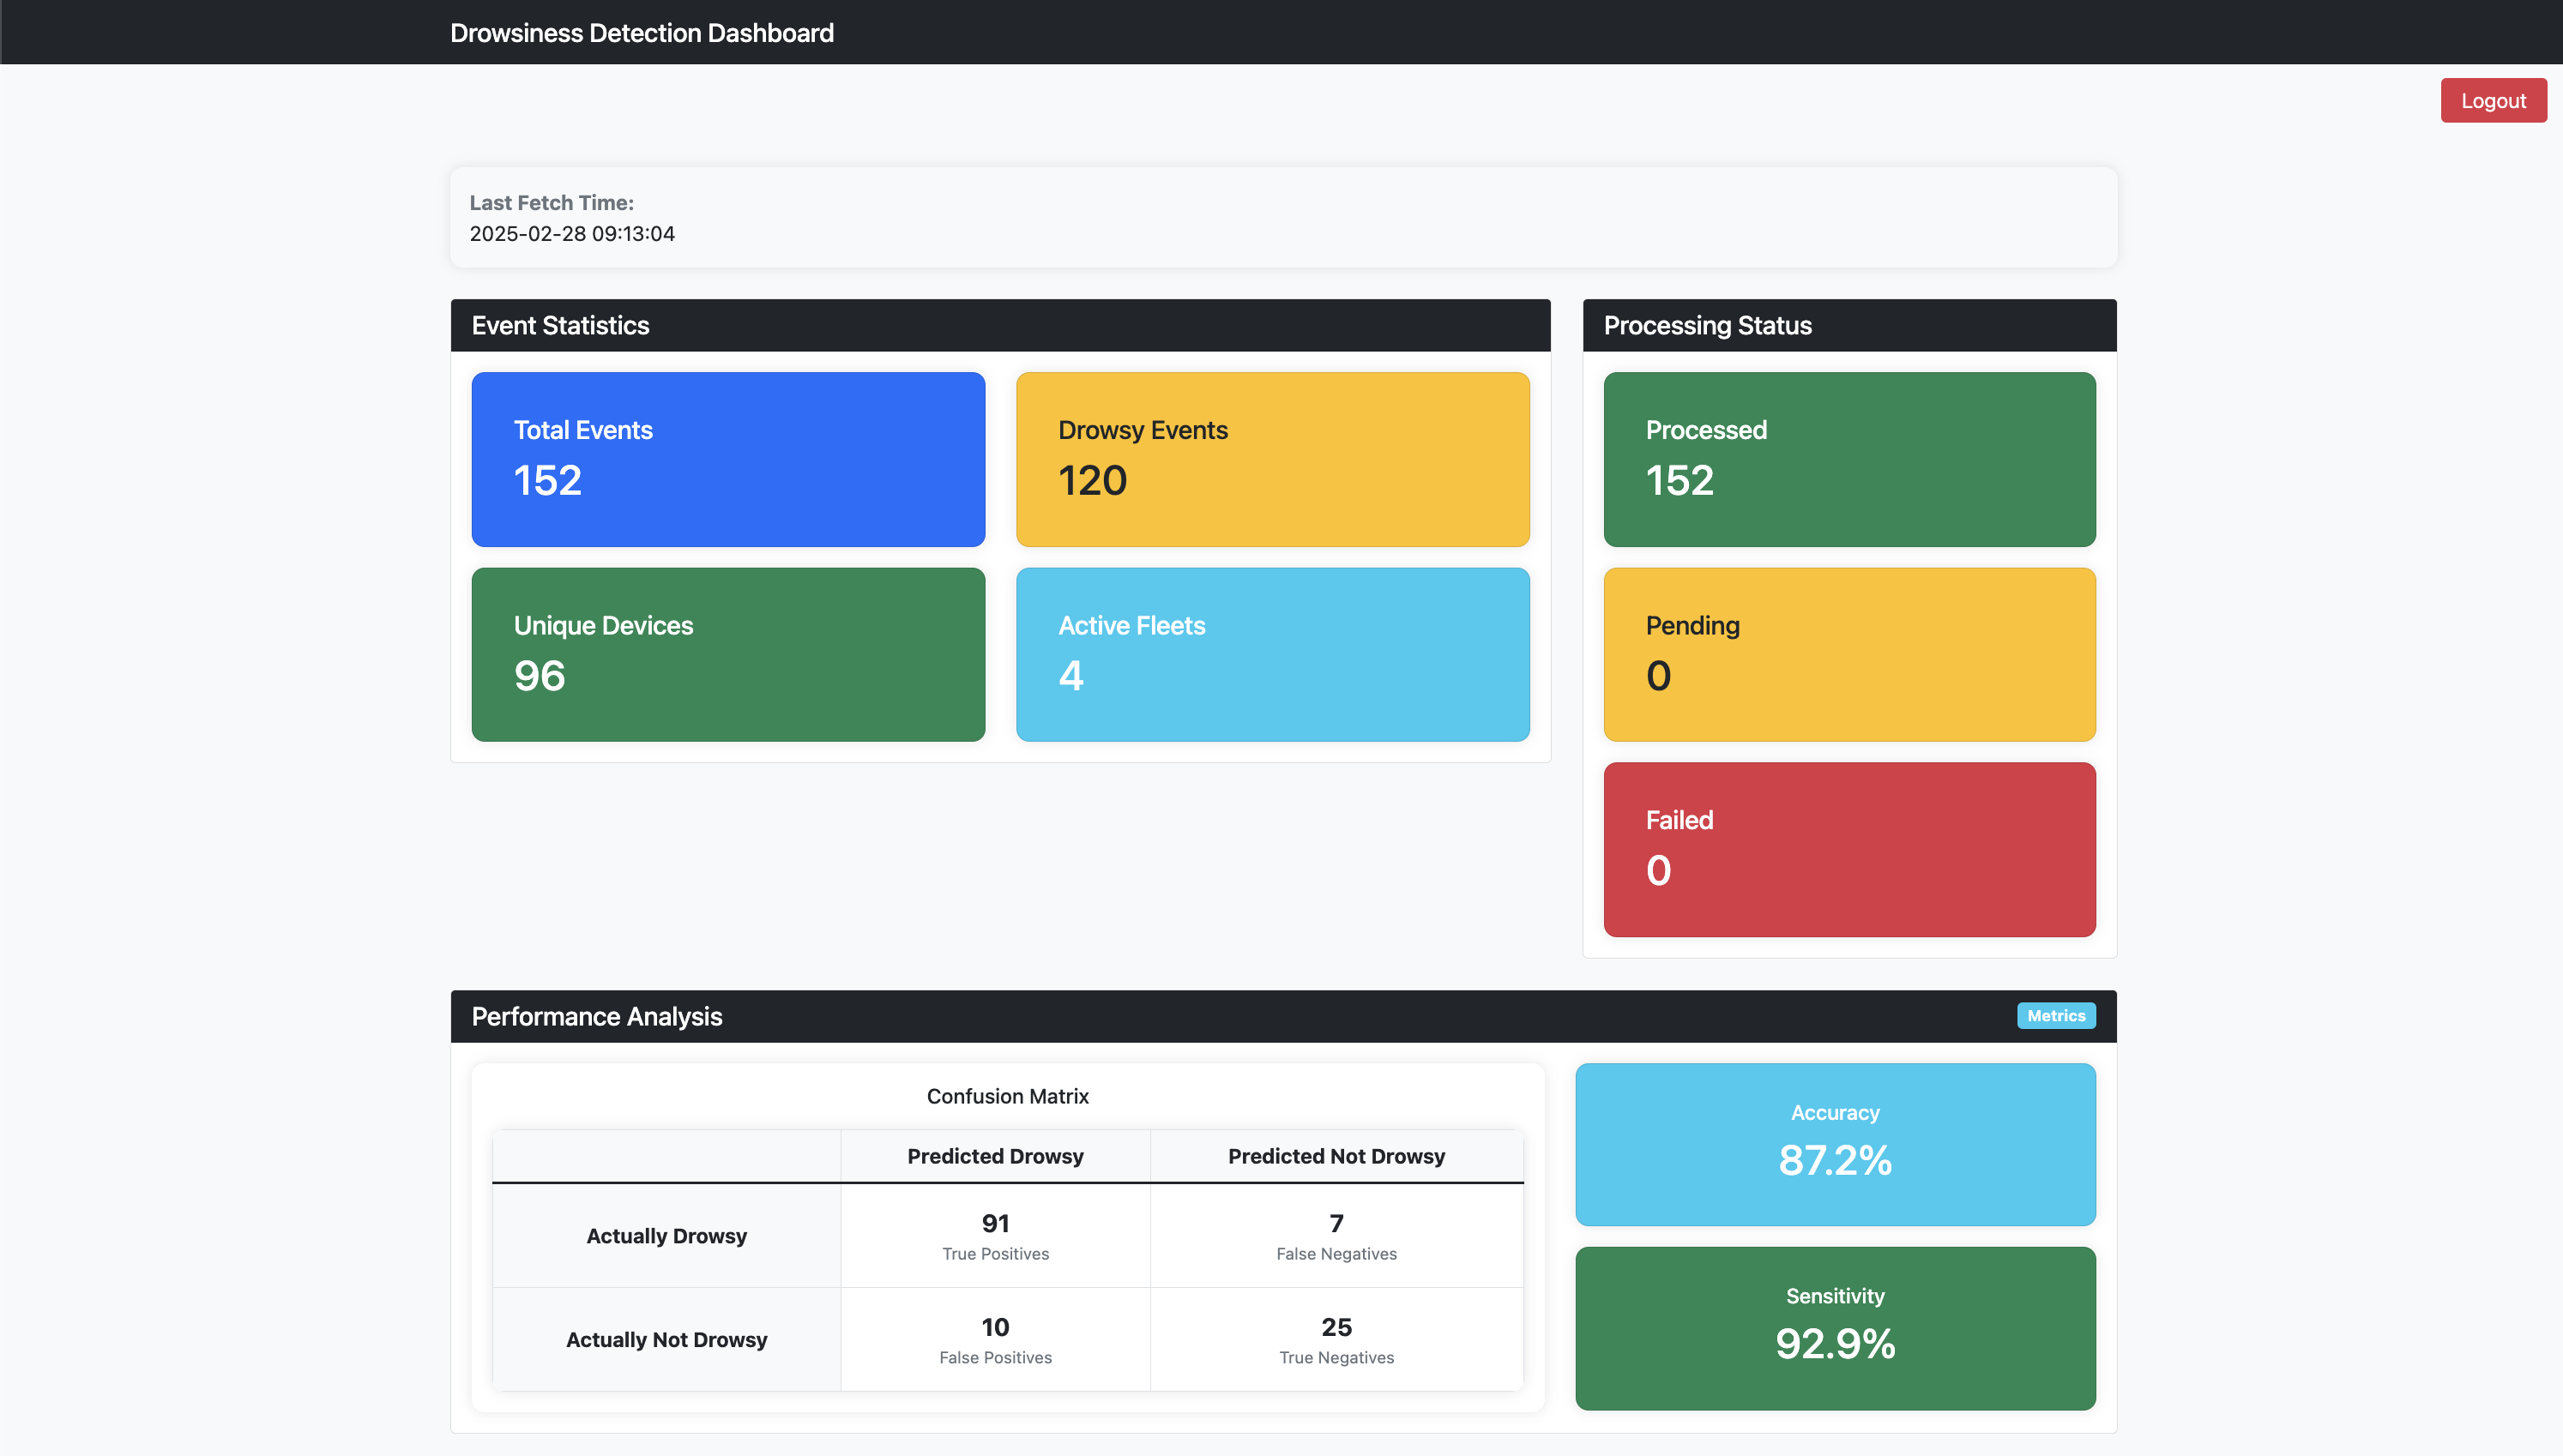 Drowsiness Detection Dashboard
Logout
Last Fetch Time:
2025-02-28 09:13:04
Event Statistics
Total Events
152
Drowsy Events
120
Unique Devices
96
Active Fleets
4
Processing Status
Processed
152
Pending
0
Failed
0
Performance Analysis
Metrics
Confusion Matrix
Predicted Drowsy Predicted Not Drowsy
Actually Drowsy
91
True Positives
7
False Negatives
Actually Not Drowsy
10
False Positives
25
True Negatives
Accuracy
87.2%
Sensitivity
92.9%